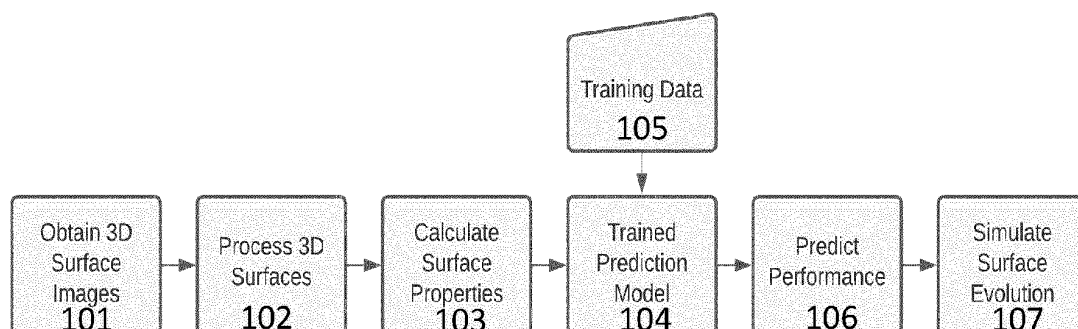 Training Data
105
Obtain 3D
Surface
Images
101
Process 3D
Surfaces
102
Calculate
Surface
Properties
103
Trained
Prediction
Model
104
Predict
Performance
106
Simulate
Surface
Evolution
107